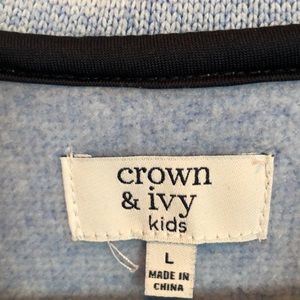 crown
& ivy
kids
L
MADE IN
CHINA